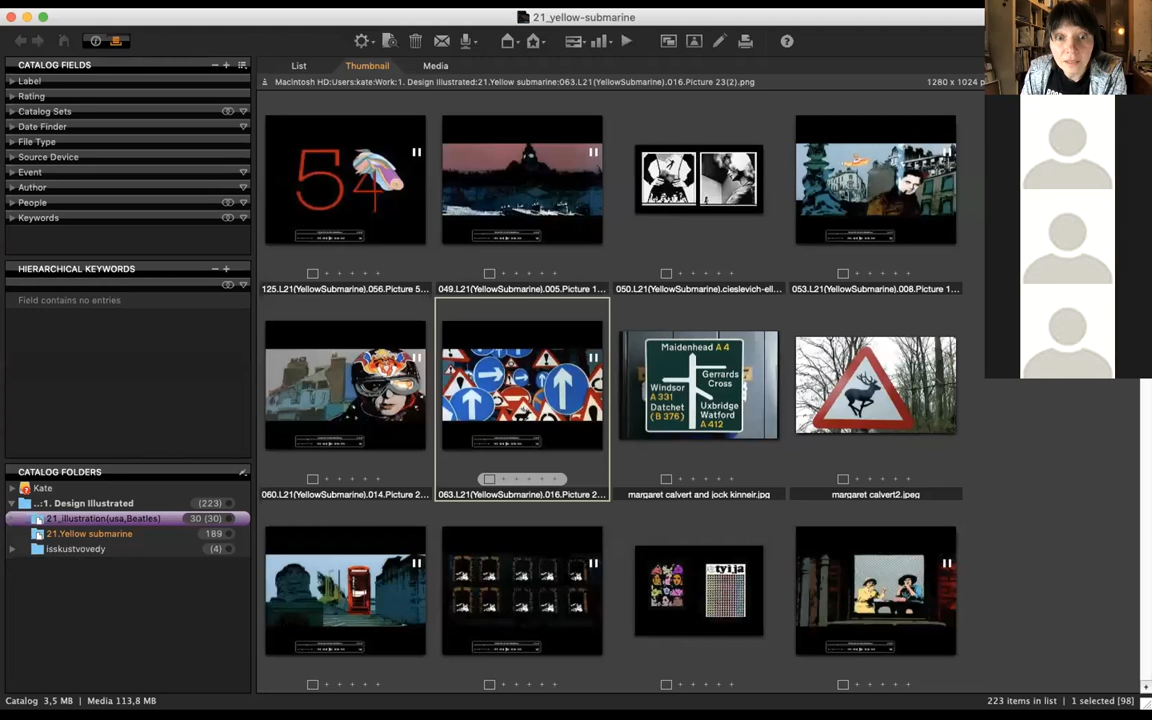 21_yellow-submarine
CATALOG FIELDS
List
Thumbnail
Media
Label
Macintosh HD:Users:kate:Work:1. Design Illustrated:21.Yellow submarine:063.L21(YellowSubmarine).016.Picture 23(2).png
1280 x 1024 p
Rating
Catalog Sets
Date Finder
File Type
Source Device
Event
Author
People
Keywords
54
125.L21(YellowSubmarine).056.Picture 5...
049.L21(YellowSubmarine).005.Picture 1...
050.L21(YellowSubmarine).cieslevich-ell...
053.L21(YellowSubmarine).008.Picture 1...
HIERARCHICAL KEYWORDS
Field contains no entries
Maidenhead A 4
Gerrards
Cross
Windsor
A 331
Datchet
(B 376)
Uxbridge
Watford
A 412
060.L21(YellowSubmarine).014.Picture 2...
063.L21(YellowSubmarine).016.Picture 2...
margaret calvert and jock kinneir.jpg
margaret calvert2.jpeg
CATALOG FOLDERS
Kate
..:1. Design Illustrated (223)
21_illustration(usa,Beatles) 30 (30)
21.Yellow submarine 189
isskustvovedy (4)
tyija
Catalog 3,5 MB | Media 113,8 MB
223 items in list | 1 selected [98]